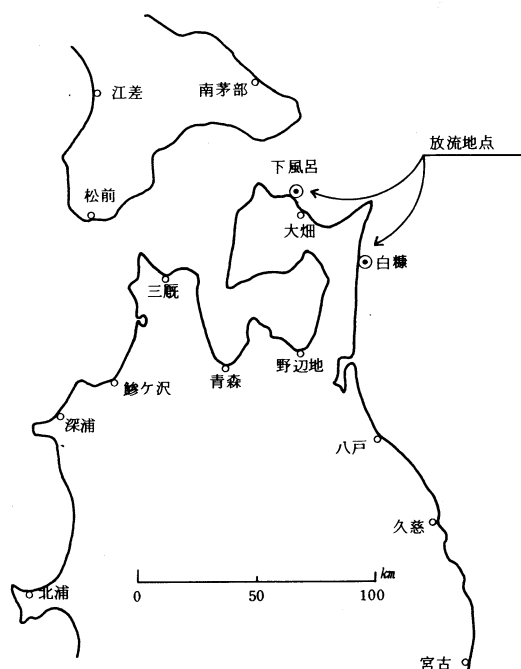 江差
南茅部
放流地点
下風呂
松前
大畑
白糠
三厩
鰺ケ沢
青森
野辺地
深浦
八戸
久慈
km
北浦
0 50 100
宮古